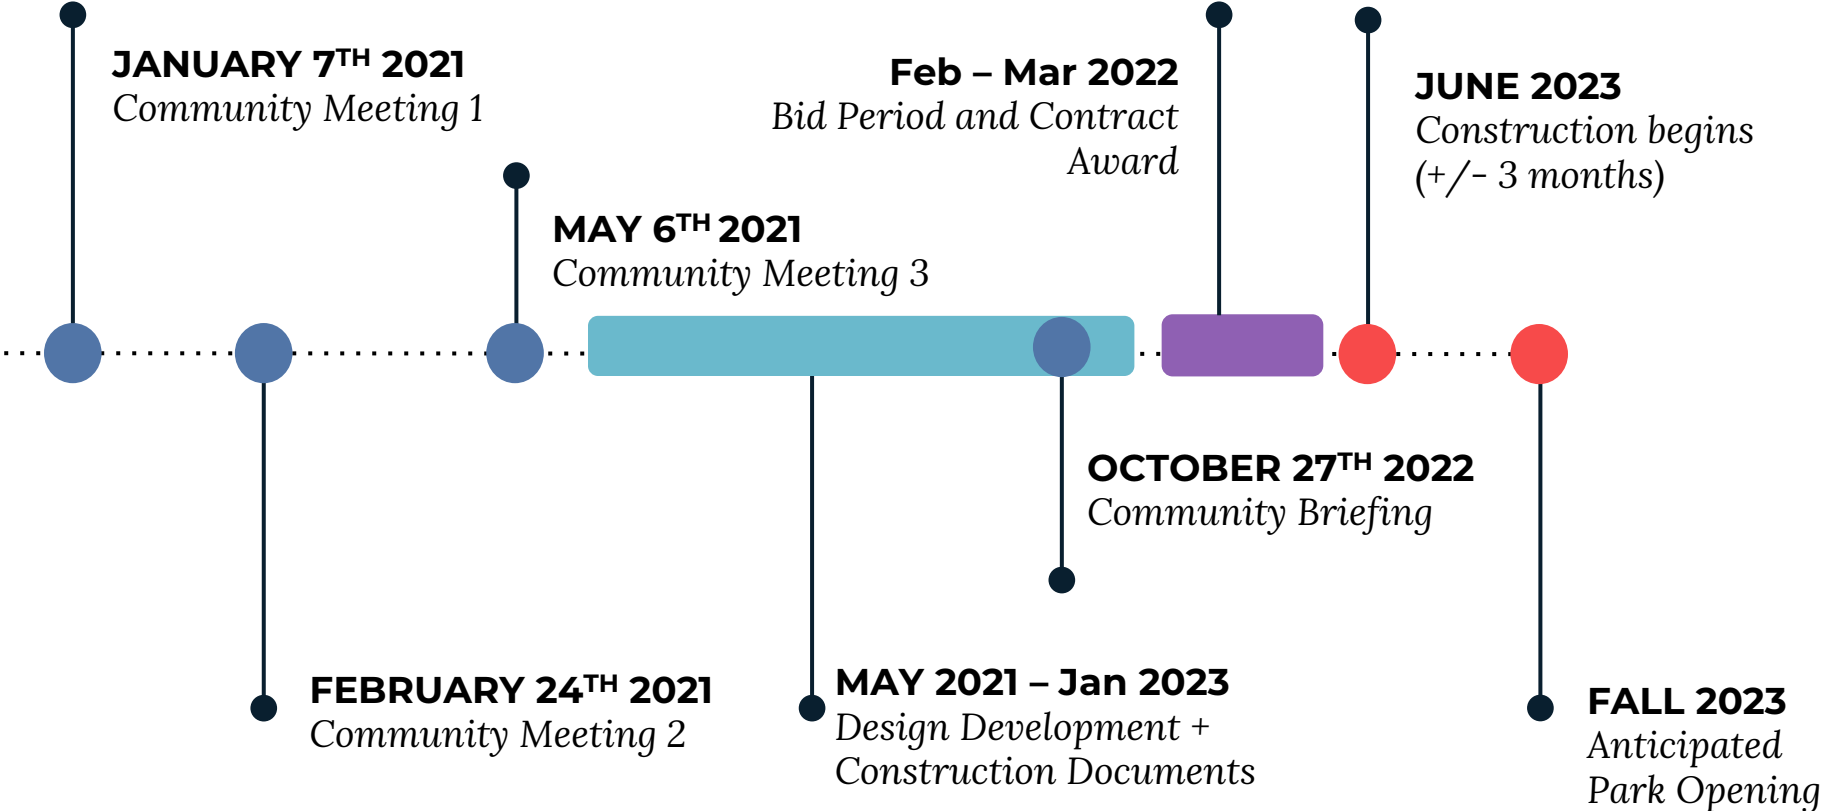 JANUARY 7TH 2021
Community Meeting 1
Feb – Mar 2022
Bid Period and Contract
Award
JUNE 2023
Construction begins
(+/- 3 months)
MAY 6TH 2021
Community Meeting 3
OCTOBER 27TH 2022
Community Briefing
FEBRUARY 24TH 2021
Community Meeting 2
MAY 2021 – Jan 2023
Design Development +
Construction Documents
FALL 2023
Anticipated
Park Opening